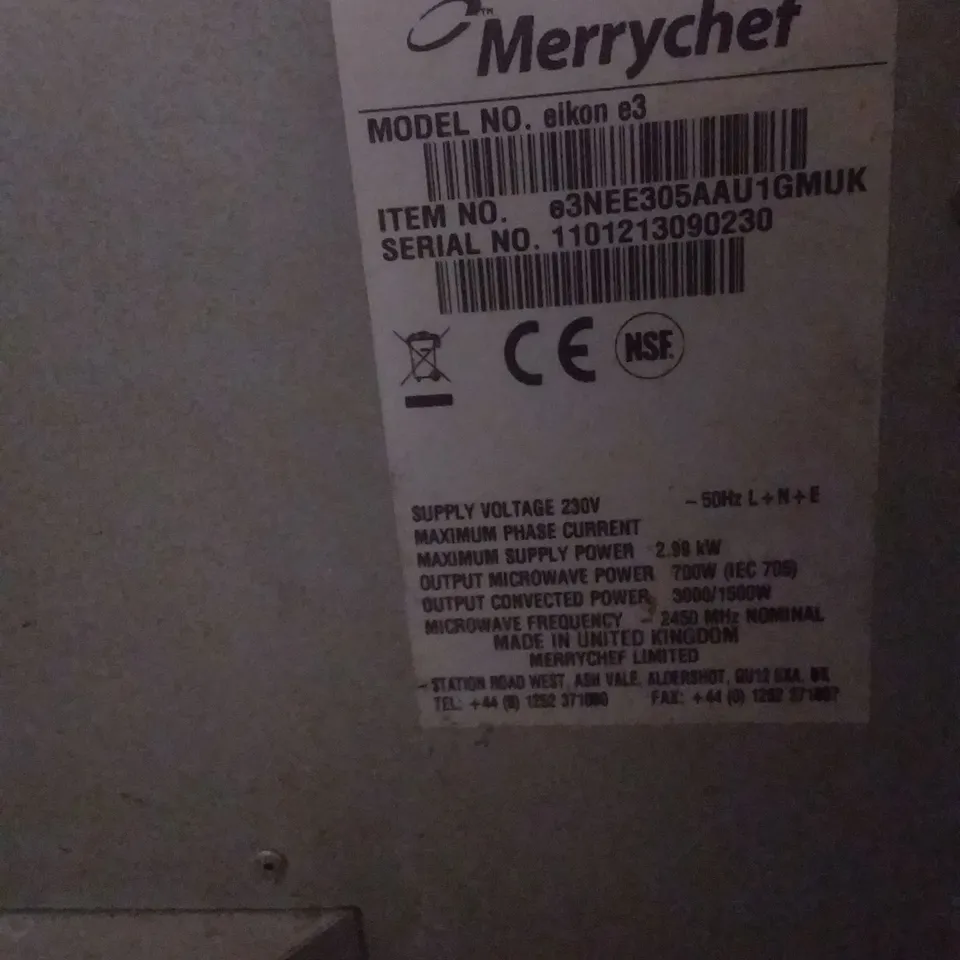 Merrychef
MODEL NO. eikon e3
ITEM NO. e3NEE305AAU1GMUK
SERIAL NO. 1101213090230
CE NSF.
SUPPLY VOLTAGE 230V ~ 50Hz L+N+E
MAXIMUM PHASE CURRENT
MAXIMUM SUPPLY POWER 2.99 kW
OUTPUT MICROWAVE POWER 700W (IEC 705)
OUTPUT CONVECTED POWER 3000/1500W
MICROWAVE FREQUENCY - 2450 MHz NOMINAL
MADE IN UNITED KINGDOM
MERRYCHEF LIMITED
STATION ROAD WEST, ASH VALE, ALDERSHOT,
TEL: +44 (0) 1252 FAX: +44 (0) 1252